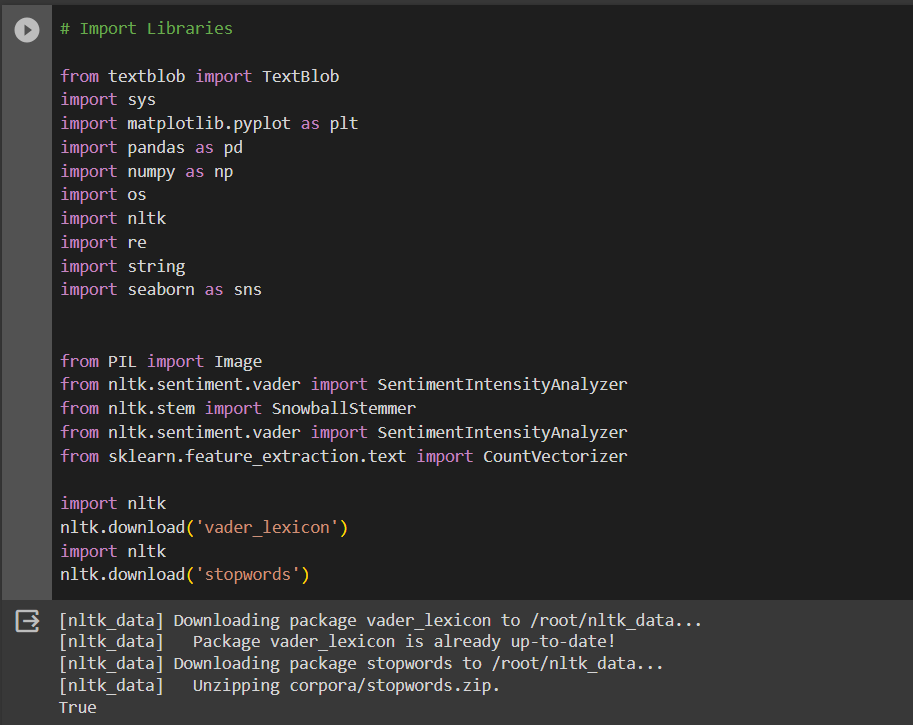 # Import Libraries
from textblob import TextBlob
import sys
import matplotlib.pyplot as plt
import pandas as pd
import numpy as np
import os
import nltk
import re
import string
import seaborn as sns
from PIL import Image
from nltk.sentiment.vader import SentimentIntensityAnalyzer
from nltk.stem import SnowballStemmer
from nltk.sentiment.vader import SentimentIntensityAnalyzer
from sklearn.feature_extraction.text import CountVectorizer
import nltk
nltk.download('vader_lexicon')
import nltk
nltk.download('stopwords')
[nltk_data] Downloading package vader_lexicon to /root/nltk_data...
[nltk_data]   Package vader_lexicon is already up-to-date!
[nltk_data] Downloading package stopwords to /root/nltk_data...
[nltk_data]   Unzipping corpora/stopwords.zip.
True